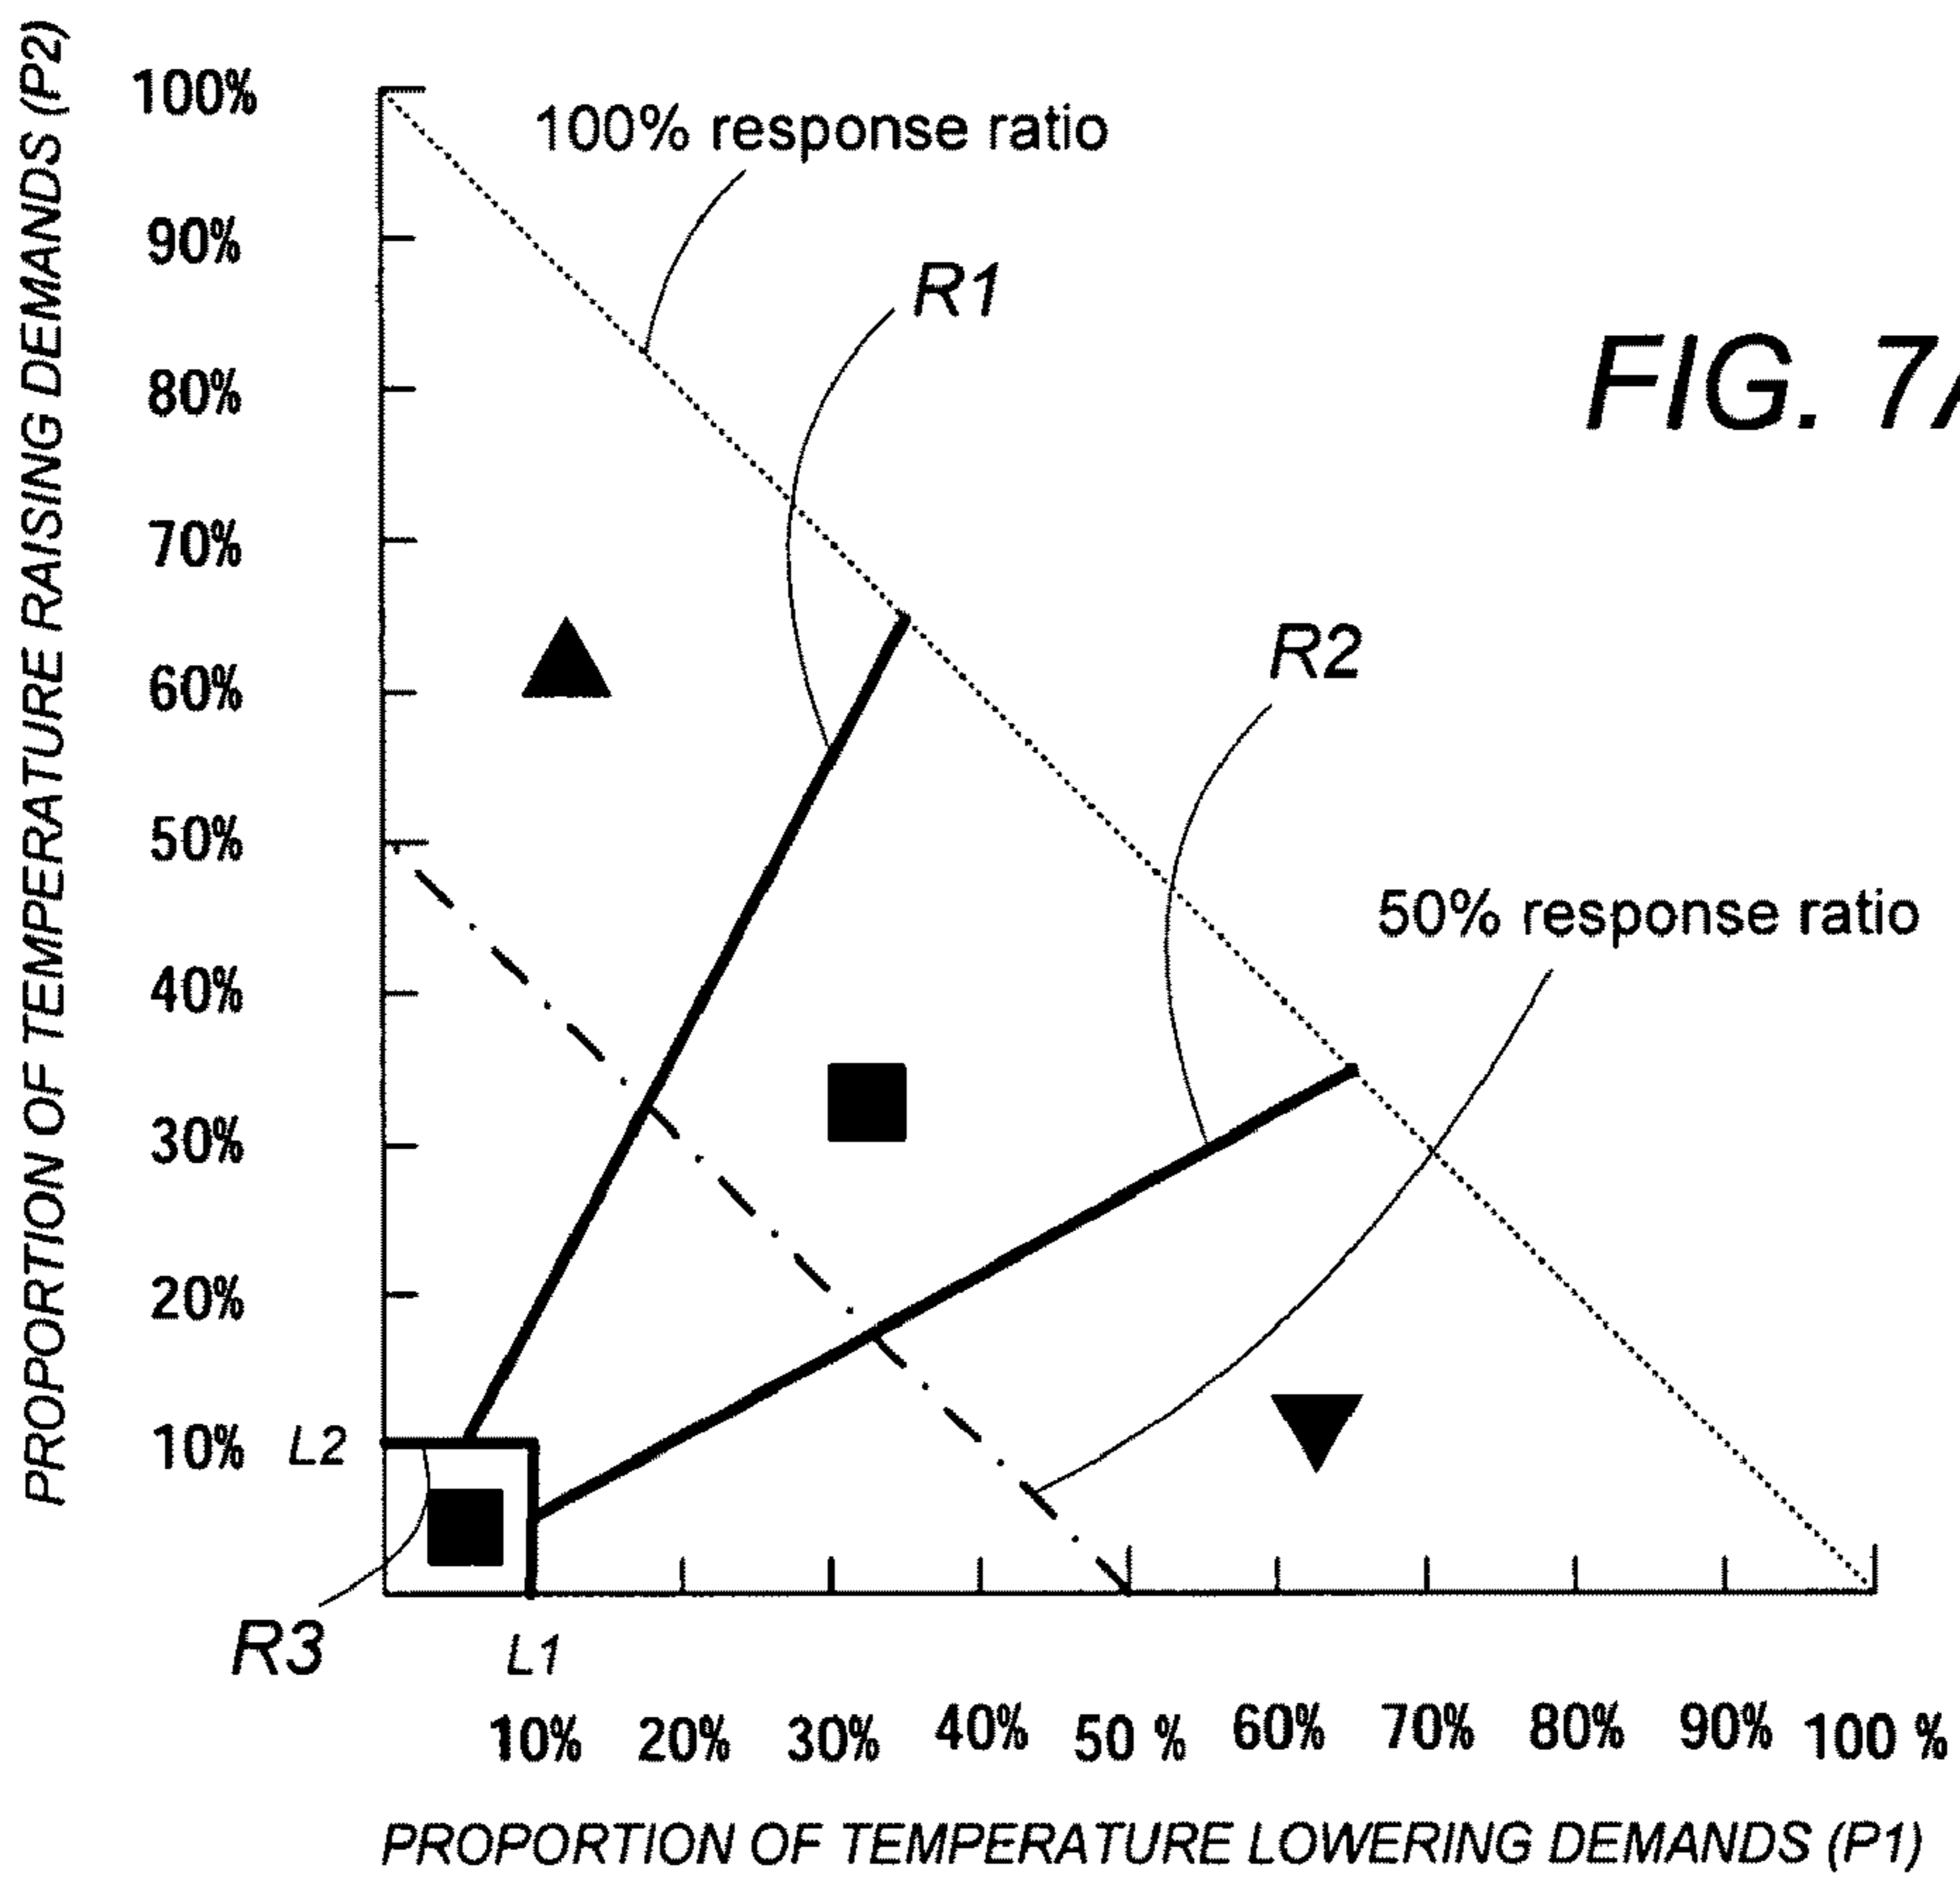 PROPORTION OF TEMPERATURE RAISING DEMANDS (P2)
100%
90%
80%
70%
60%
50%
40%
30%
20%
10%
L2
100% response ratio
R1
FIG. 7A
R2
50% response ratio
R3
L1
10% 20% 30% 40% 50 % 60% 70% 80% 90% 100 %
PROPORTION OF TEMPERATURE LOWERING DEMANDS (P1)